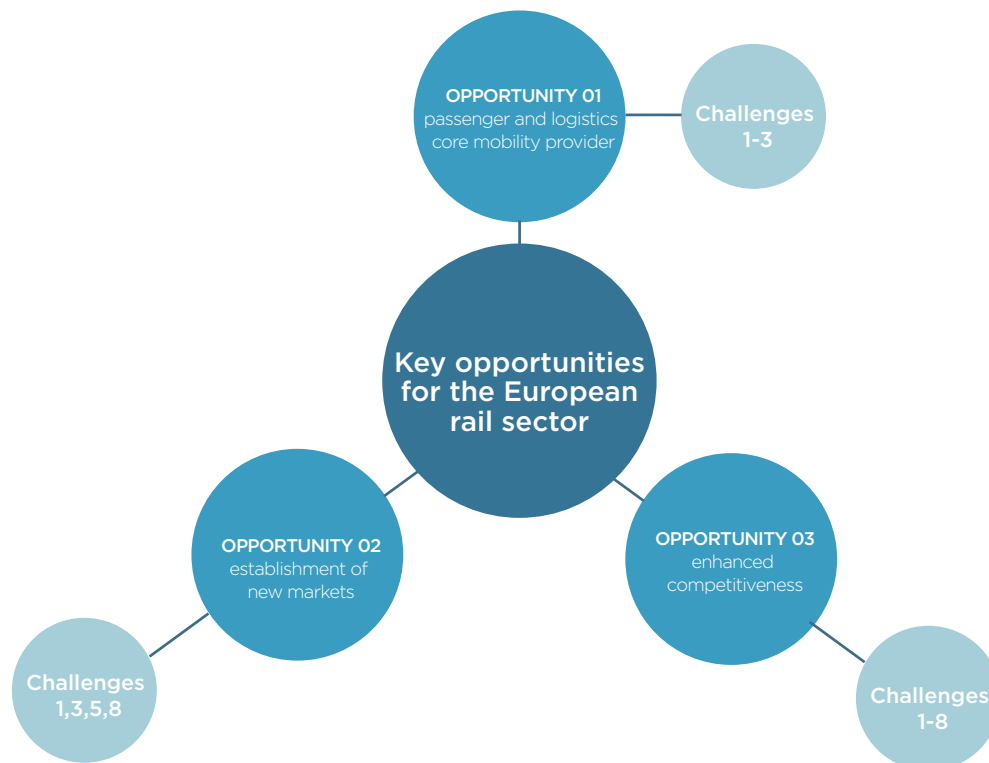 OPPORTUNITY 01
passenger and logistics
core mobility provider
Challenges
1-3
Key opportunities
for the European
rail sector
OPPORTUNITY 02
establishment of
new markets
OPPORTUNITY 03
enhanced
competitiveness
Challenges
1,3,5,8
Challenges
1-8